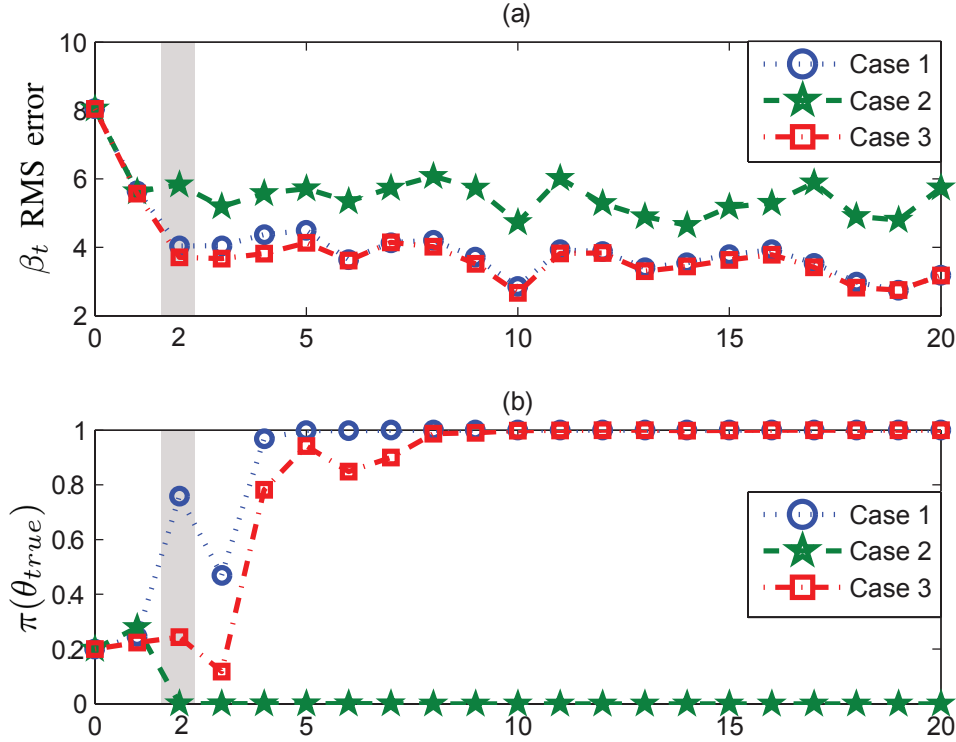 (a)
10
8
6
4
2
β_t RMS error
0 2 5 10 15 20
Case 1
Case 2
Case 3
(b)
1
0.8
0.6
0.4
0.2
0
π(θ_true)
0 2 5 10 15 20
Case 1
Case 2
Case 3